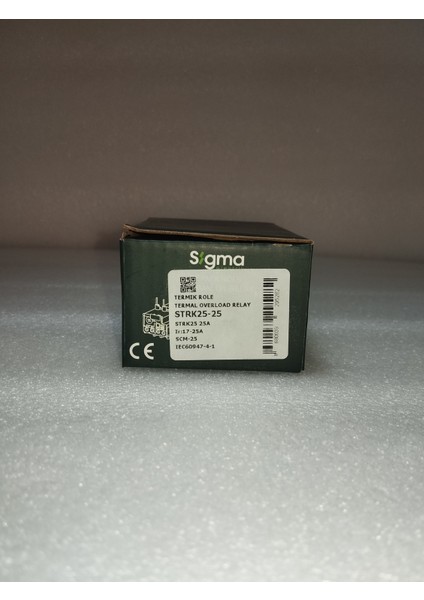 Sigma
TERMIK ROLE
TERMAL OVERLOAD RELAY
STRK25-25
STRK25 25A
Ir:17-25A
SCM-25
IEC60947-4-1
CE